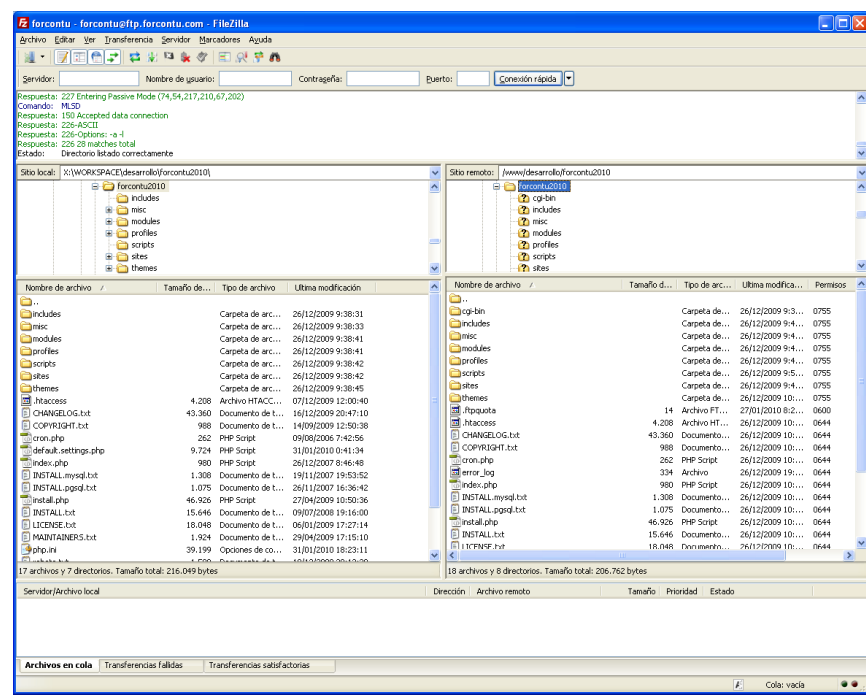 forcontu - forcontu@ftp.forcontu.com - FileZilla
Archivo Editar Ver Transferencia Servidor Marcadores Ayuda
Servidor: Nombre de usuario: Contraseña: Puerto: Conexión rápida
Respuesta: 227 Entering Passive Mode (74,54,217,210,67,202)
Comando: MLSD
Respuesta: 150 Accepted data connection
Respuesta: 226-ASCII
Respuesta: 226-Options: -a -l
Respuesta: 226 28 matches total
Estado: Directorio listado correctamente
Sitio local: X:\WORKSPACE\desarrollo\forcontu2010\
forcontu2010
includes
misc
modules
profiles
scripts
sites
themes
Sitio remoto: /www/desarrollo/forcontu2010
forcontu2010
cgi-bin
includes
misc
modules
profiles
scripts
sites
Nombre de archivo / Tamaño de... Tipo de archivo Ultima modificación
..
includes Carpeta de arc... 26/12/2009 9:38:31
misc Carpeta de arc... 26/12/2009 9:38:33
modules Carpeta de arc... 26/12/2009 9:38:41
profiles Carpeta de arc... 26/12/2009 9:38:41
scripts Carpeta de arc... 26/12/2009 9:38:42
sites Carpeta de arc... 26/12/2009 9:38:42
themes Carpeta de arc... 26/12/2009 9:38:45
.htaccess 4.208 Archivo HTACC... 07/12/2009 12:00:40
CHANGELOG.txt 43.360 Documento de t... 16/12/2009 20:47:10
COPYRIGHT.txt 988 Documento de t... 14/09/2009 12:50:38
cron.php 262 PHP Script 09/08/2006 7:42:56
default.settings.php 9.724 PHP Script 31/01/2010 0:41:34
index.php 980 PHP Script 26/12/2007 8:46:48
INSTALL.mysql.txt 1.308 Documento de t... 19/11/2007 19:53:52
INSTALL.pgsql.txt 1.075 Documento de t... 26/11/2007 16:36:42
install.php 46.926 PHP Script 27/04/2009 10:50:36
INSTALL.txt 15.646 Documento de t... 09/07/2008 19:16:00
LICENSE.txt 18.048 Documento de t... 06/01/2009 17:27:14
MAINTAINERS.txt 1.924 Documento de t... 29/04/2009 17:15:10
php.ini 39.199 Opciones de co... 31/01/2010 18:23:11
17 archivos y 7 directorios. Tamaño total: 216.049 bytes
Nombre de archivo / Tamaño d... Tipo de arc... Ultima modifica... Permisos
..
cgi-bin Carpeta de... 26/12/2009 9:3... 0755
includes Carpeta de... 26/12/2009 9:4... 0755
misc Carpeta de... 26/12/2009 9:4... 0755
modules Carpeta de... 26/12/2009 9:4... 0755
profiles Carpeta de... 26/12/2009 9:4... 0755
scripts Carpeta de... 26/12/2009 9:5... 0755
sites Carpeta de... 26/12/2009 9:4... 0755
themes Carpeta de... 26/12/2009 10:... 0755
.ftpquota 14 Archivo FT... 27/01/2010 8:2... 0600
.htaccess 4.208 Archivo HT... 26/12/2009 10:... 0644
CHANGELOG.txt 43.360 Documento... 26/12/2009 10:... 0644
COPYRIGHT.txt 988 Documento... 26/12/2009 10:... 0644
cron.php 262 PHP Script 26/12/2009 10:... 0644
error_log 334 Archivo 26/12/2009 19:... 0644
index.php 980 PHP Script 26/12/2009 10:... 0644
INSTALL.mysql.txt 1.308 Documento... 26/12/2009 10:... 0644
INSTALL.pgsql.txt 1.075 Documento... 26/12/2009 10:... 0644
install.php 46.926 PHP Script 26/12/2009 10:... 0644
INSTALL.txt 15.646 Documento... 26/12/2009 10:... 0644
LICENSE.txt 18.048 Documento... 26/12/2009 10:... 0644
18 archivos y 8 directorios. Tamaño total: 206.762 bytes
Servidor/Archivo local Dirección Archivo remoto Tamaño Prioridad Estado
Archivos en cola Transferencias fallidas Transferencias satisfactorias
Cola: vacía